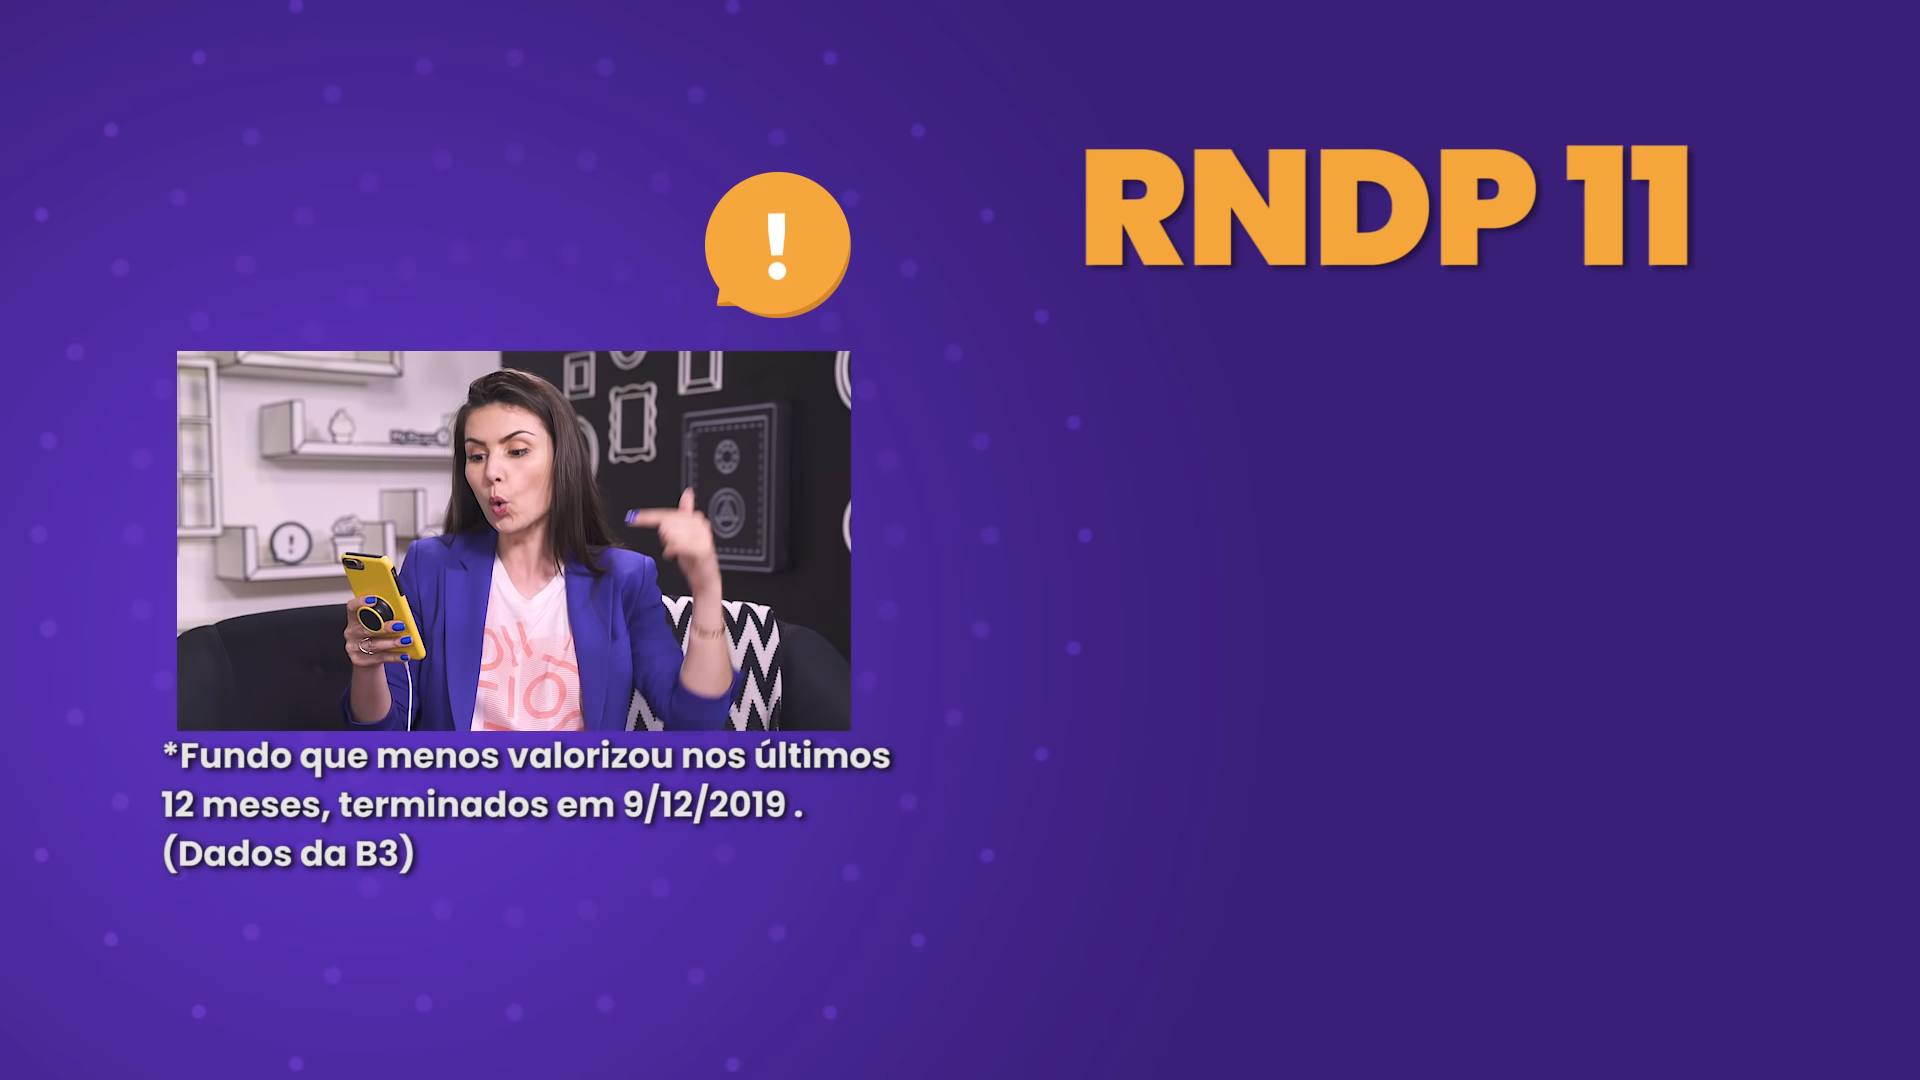 RNDP 11
!
*Fundo que menos valorizou nos últimos
12 meses, terminados em 9/12/2019 .
(Dados da B3)